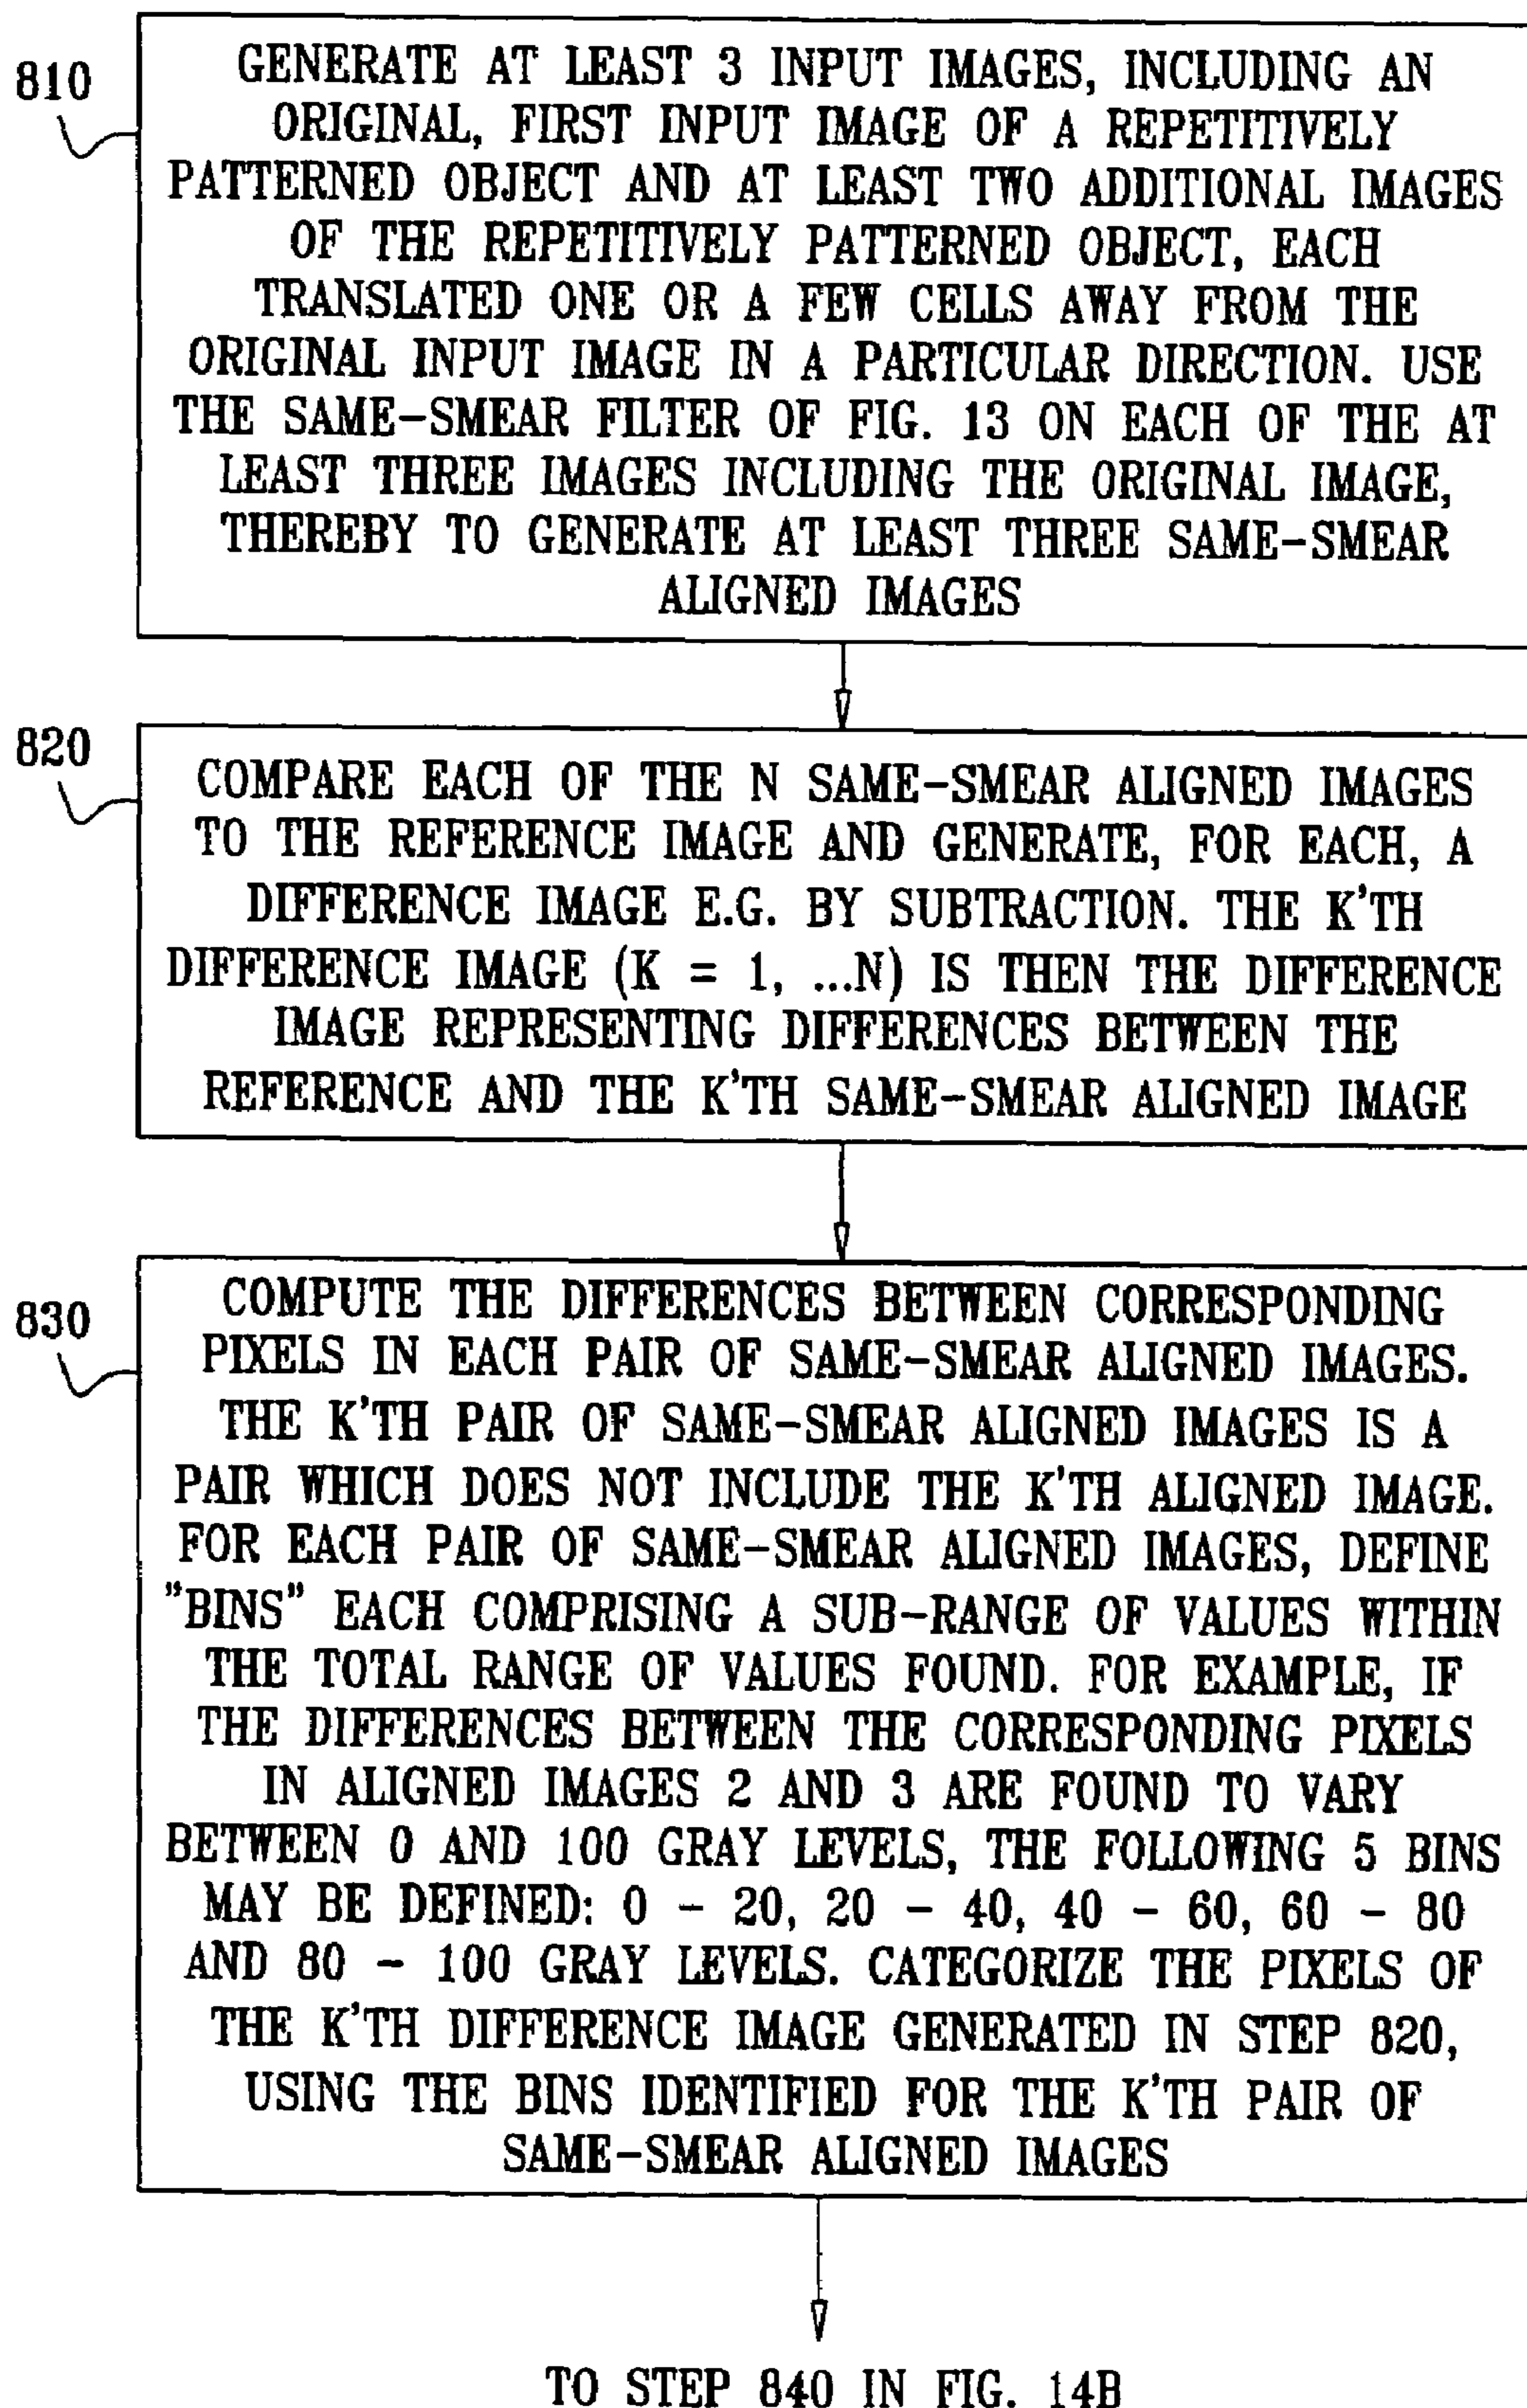 810
GENERATE AT LEAST 3 INPUT IMAGES, INCLUDING AN
ORIGINAL, FIRST INPUT IMAGE OF A REPETITIVELY
PATTERNED OBJECT AND AT LEAST TWO ADDITIONAL IMAGES
OF THE REPETITIVELY PATTERNED OBJECT, EACH
TRANSLATED ONE OR A FEW CELLS AWAY FROM THE
ORIGINAL INPUT IMAGE IN A PARTICULAR DIRECTION. USE
THE SAME-SMEAR FILTER OF FIG. 13 ON EACH OF THE AT
LEAST THREE IMAGES INCLUDING THE ORIGINAL IMAGE,
THEREBY TO GENERATE AT LEAST THREE SAME-SMEAR
ALIGNED IMAGES
820
COMPARE EACH OF THE N SAME-SMEAR ALIGNED IMAGES
TO THE REFERENCE IMAGE AND GENERATE, FOR EACH, A
DIFFERENCE IMAGE E.G. BY SUBTRACTION. THE K'TH
DIFFERENCE IMAGE (K = 1, ...N) IS THEN THE DIFFERENCE
IMAGE REPRESENTING DIFFERENCES BETWEEN THE
REFERENCE AND THE K'TH SAME-SMEAR ALIGNED IMAGE
830
COMPUTE THE DIFFERENCES BETWEEN CORRESPONDING
PIXELS IN EACH PAIR OF SAME-SMEAR ALIGNED IMAGES.
THE K'TH PAIR OF SAME-SMEAR ALIGNED IMAGES IS A
PAIR WHICH DOES NOT INCLUDE THE K'TH ALIGNED IMAGE.
FOR EACH PAIR OF SAME-SMEAR ALIGNED IMAGES, DEFINE
"BINS" EACH COMPRISING A SUB-RANGE OF VALUES WITHIN
THE TOTAL RANGE OF VALUES FOUND. FOR EXAMPLE, IF
THE DIFFERENCES BETWEEN THE CORRESPONDING PIXELS
IN ALIGNED IMAGES 2 AND 3 ARE FOUND TO VARY
BETWEEN 0 AND 100 GRAY LEVELS, THE FOLLOWING 5 BINS
MAY BE DEFINED: 0 - 20, 20 - 40, 40 - 60, 60 - 80
AND 80 - 100 GRAY LEVELS. CATEGORIZE THE PIXELS OF
THE K'TH DIFFERENCE IMAGE GENERATED IN STEP 820,
USING THE BINS IDENTIFIED FOR THE K'TH PAIR OF
SAME-SMEAR ALIGNED IMAGES
TO STEP 840 IN FIG. 14B